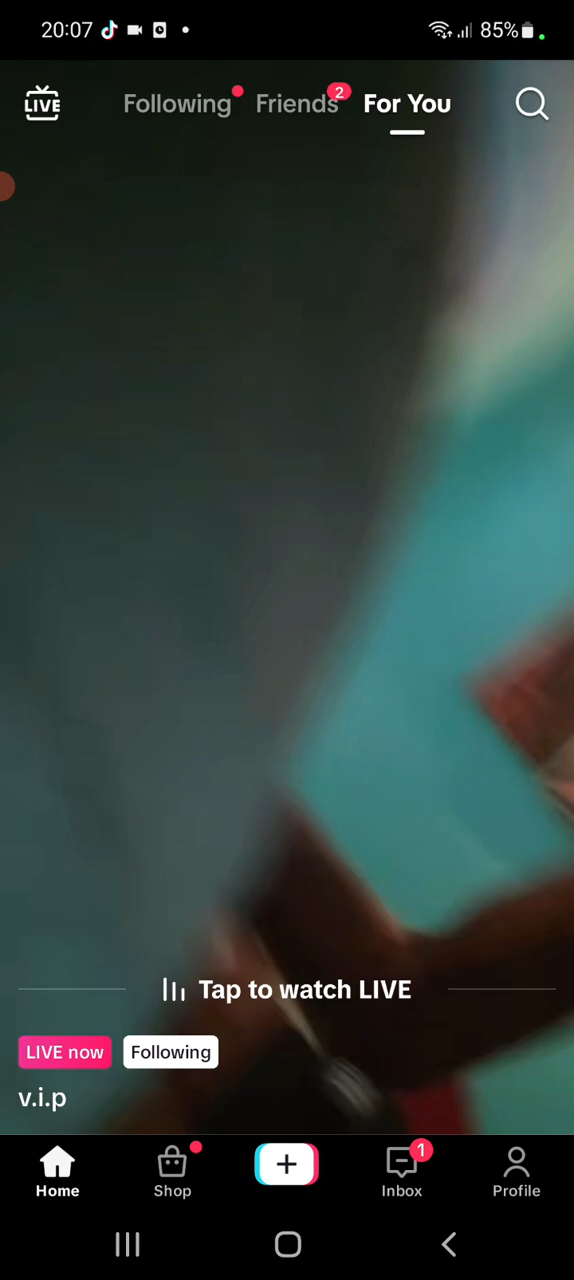 20:07 85%
LIVE Following Friends 2 For You
Tap to watch LIVE
LIVE now Following
v.i.p
1
Home Shop Inbox Profile